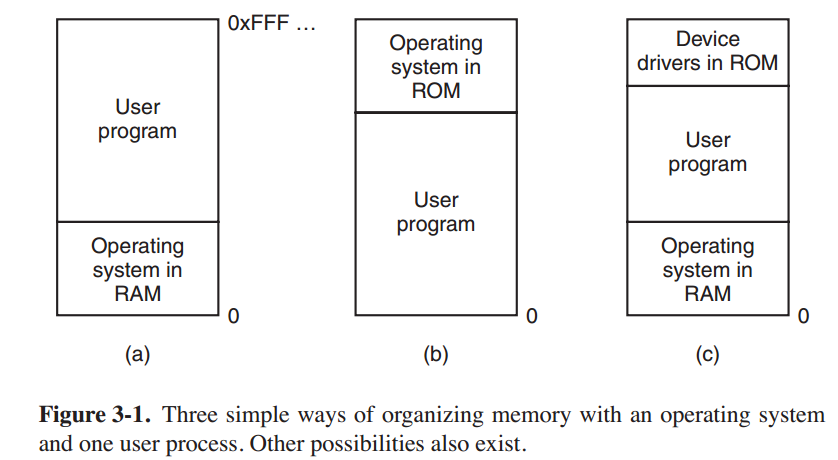 0xFFF …
User
program
Operating
system in
RAM
0
(a)
Operating
system in
ROM
User
program
0
(b)
Device
drivers in ROM
User
program
Operating
system in
RAM
0
(c)
Figure 3-1. Three simple ways of organizing memory with an operating system
and one user process. Other possibilities also exist.